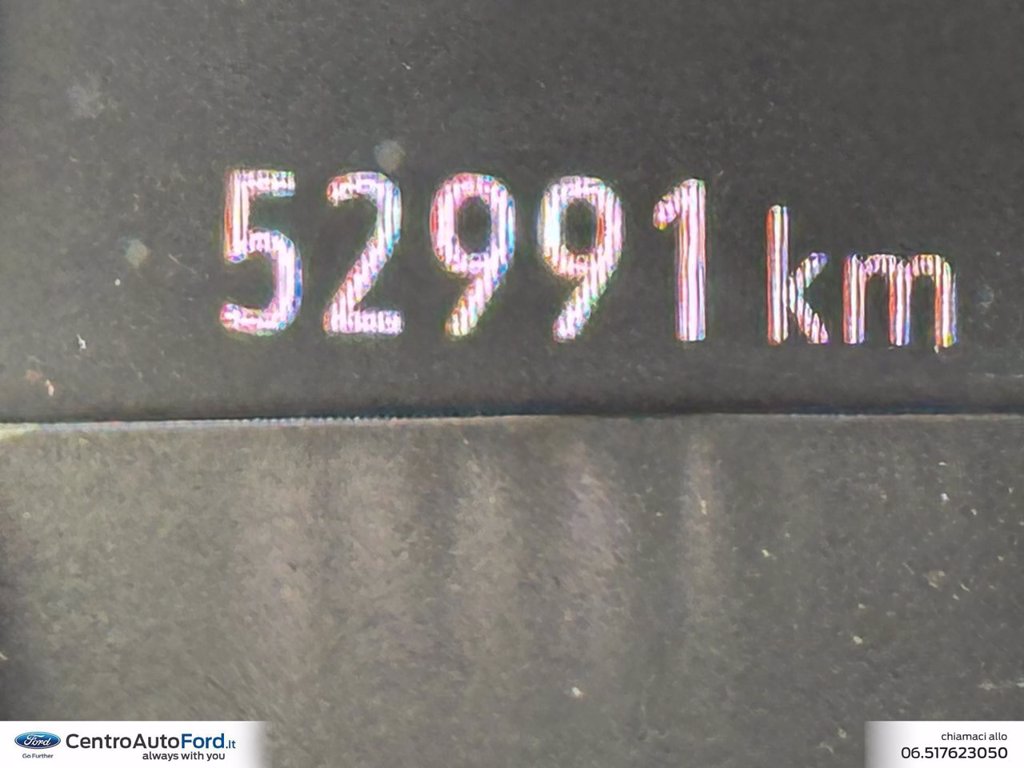 52991 km
Ford
Go Further
CentroAutoFord.it
always with you
chiamaci allo
06.517623050